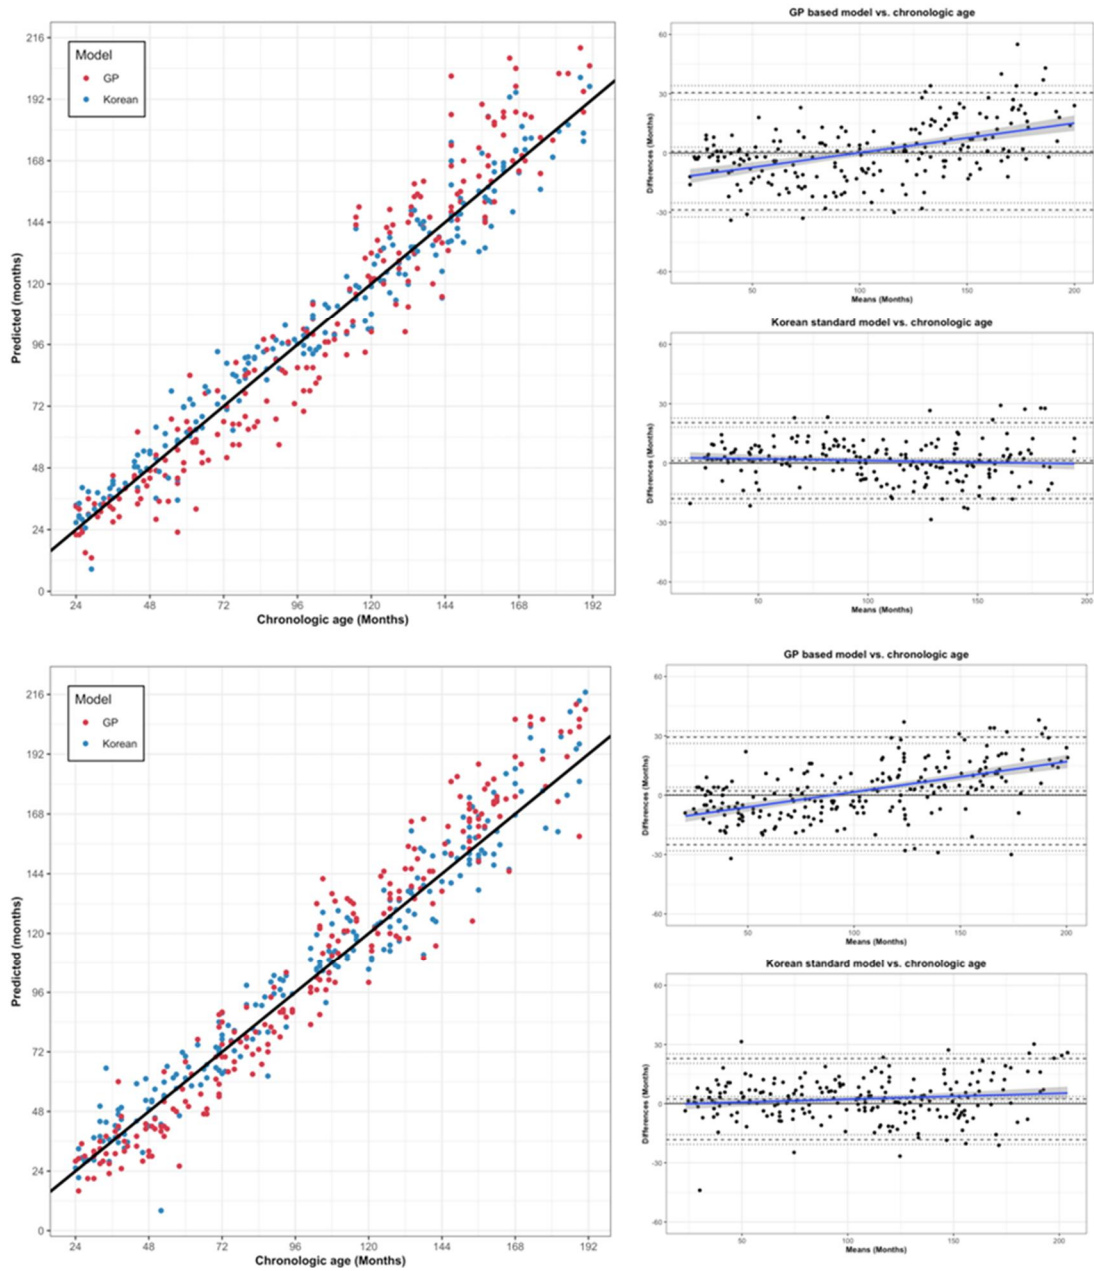 216
192
168
144
120
96
72
48
24
0
Predicted (months)
Model
GP
Korean
24 48 72 96 120 144 168 192
Chronologic age (Months)
GP based model vs. chronologic age
60
30
0
-30
-60
Differences (Months)
50 100 150 200
Means (Months)
Korean standard model vs. chronologic age
60
30
0
-30
-60
Differences (Months)
50 100 150 200
Means (Months)
216
192
168
144
120
96
72
48
24
0
Predicted (months)
Model
GP
Korean
24 48 72 96 120 144 168 192
Chronologic age (Months)
GP based model vs. chronologic age
60
30
0
-30
-60
Differences (Months)
50 100 150 200
Means (Months)
Korean standard model vs. chronologic age
60
30
0
-30
-60
Differences (Months)
50 100 150 200
Means (Months)